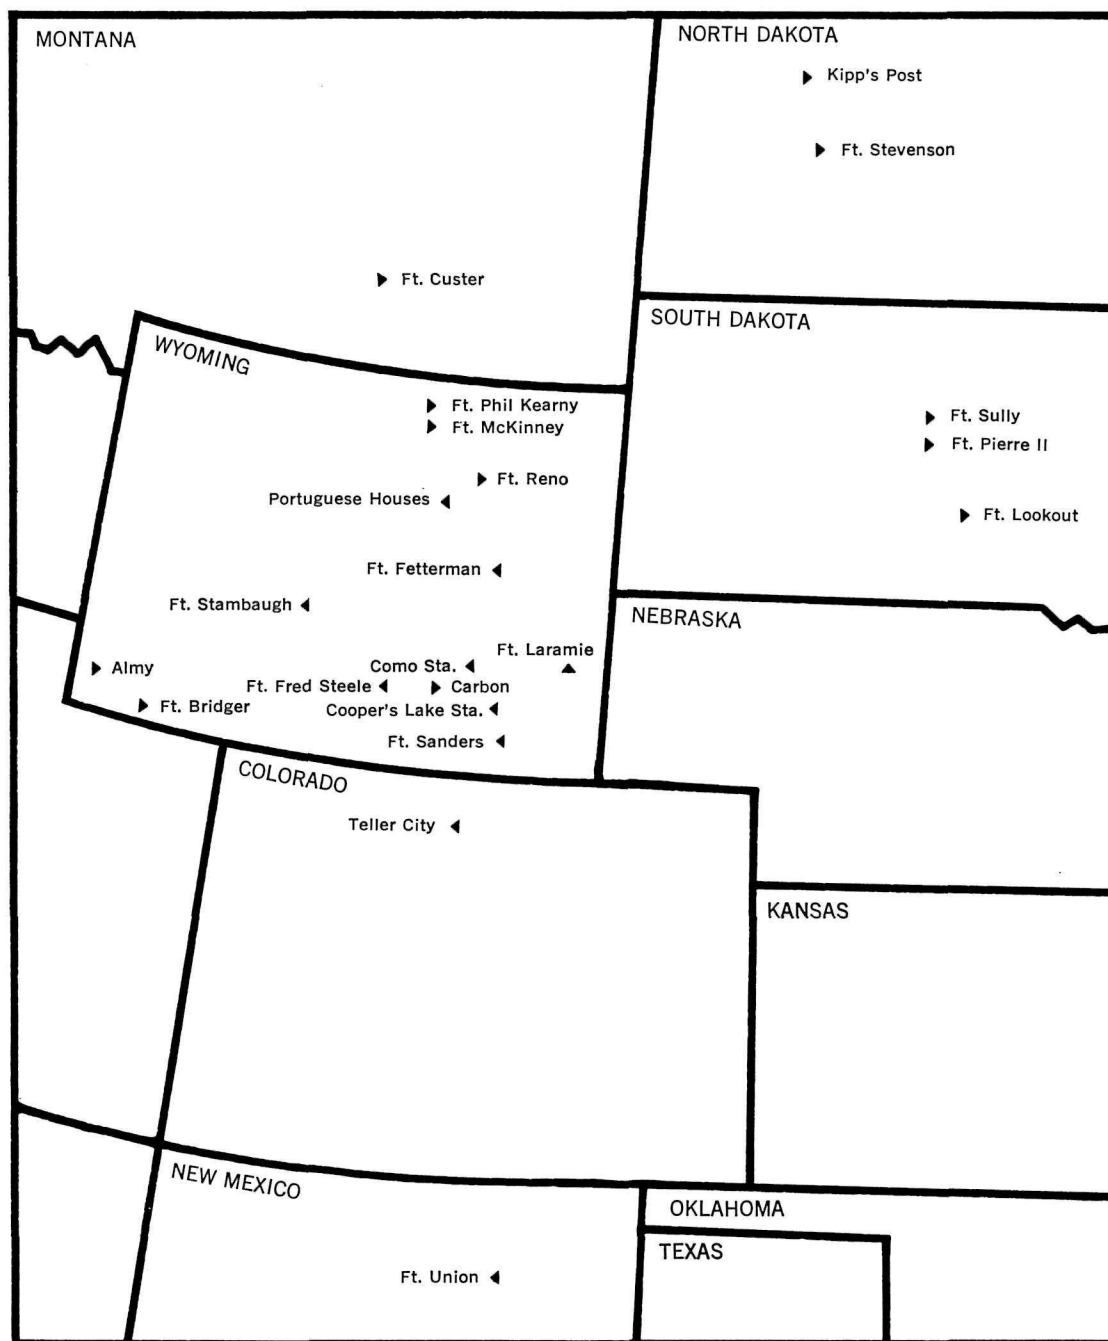 MONTANA
NORTH DAKOTA
Kipp's Post
Ft. Stevenson
Ft. Custer
SOUTH DAKOTA
WYOMING
Ft. Phil Kearny
Ft. McKinney
Ft. Sully
Ft. Pierre II
Ft. Reno
Portuguese Houses
Ft. Lookout
Ft. Fetterman
Ft. Stambaugh
NEBRASKA
Ft. Laramie
Almy
Como Sta.
Ft. Fred Steele
Carbon
Ft. Bridger
Cooper's Lake Sta.
Ft. Sanders
COLORADO
Teller City
KANSAS
NEW MEXICO
OKLAHOMA
TEXAS
Ft. Union